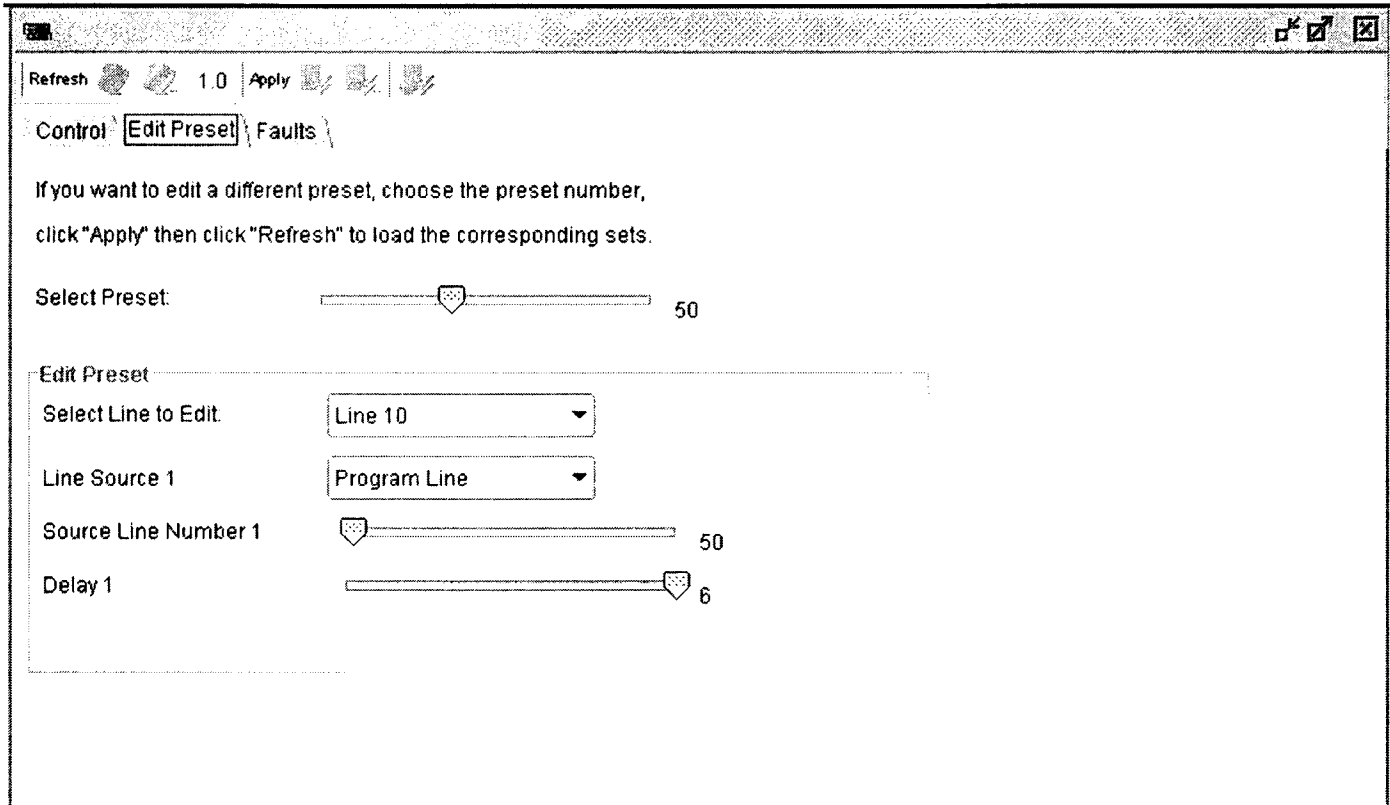 Refresh 1.0 Apply
Control Edit Preset Faults
If you want to edit a different preset, choose the preset number,
click "Apply" then click "Refresh" to load the corresponding sets.
Select Preset: 50
Edit Preset
Select Line to Edit. Line 10
Line Source 1 Program Line
Source Line Number 1 50
Delay 1 6